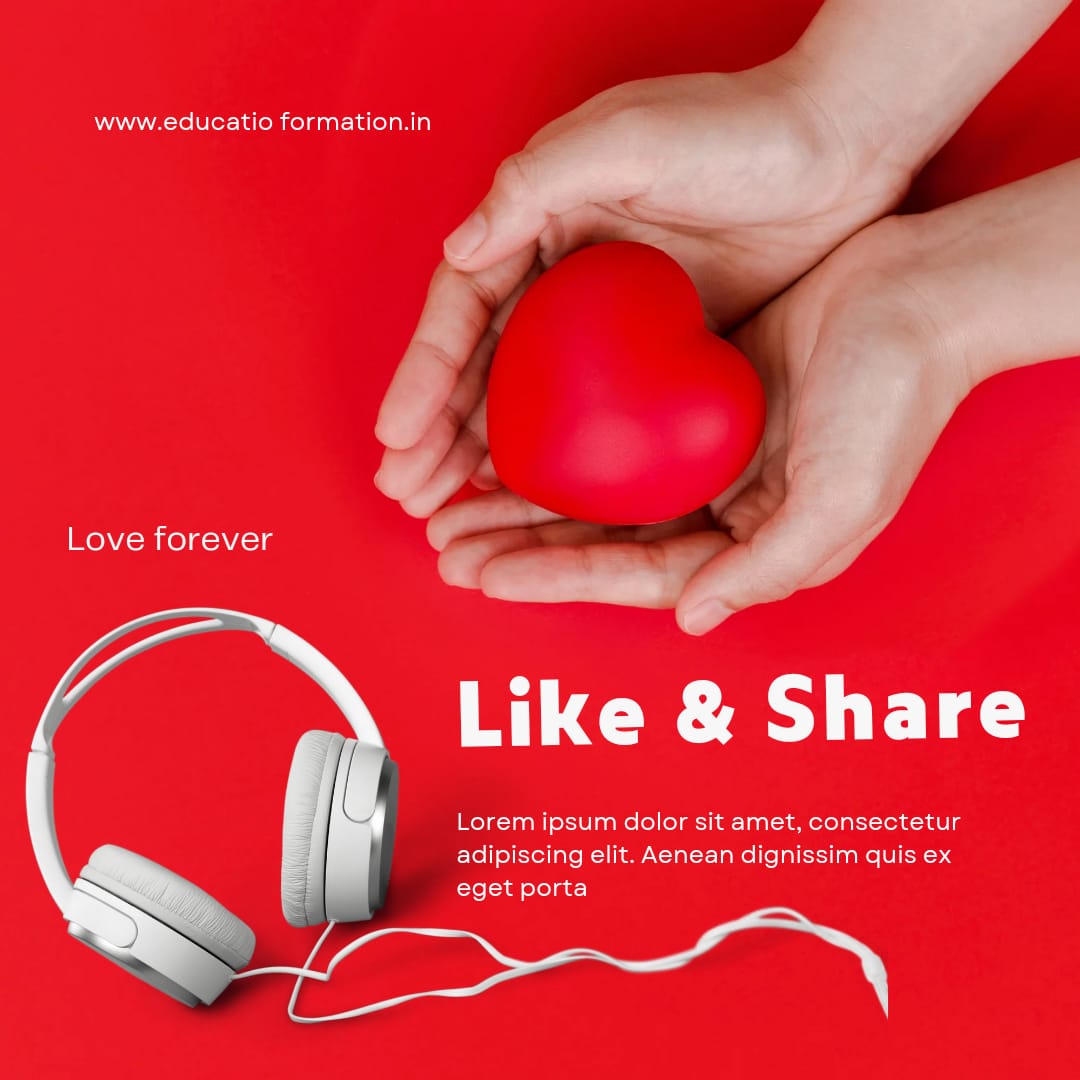 www.educatio formation.in
Love forever
Like & Share
Lorem ipsum dolor sit amet, consectetur
adipiscing elit. Aenean dignissim quis ex
eget porta